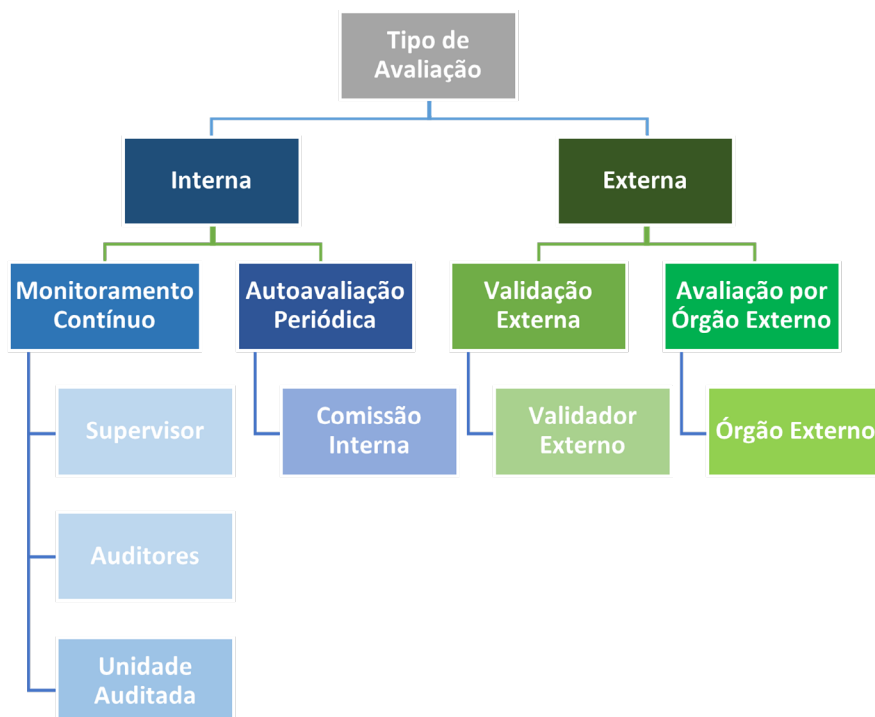 Tipo de
Avaliação
Interna
Externa
Monitoramento
Contínuo
Autoavaliação
Periódica
Validação
Externa
Avaliação por
Órgão Externo
Supervisor
Comissão
Interna
Validador
Externo
Órgão Externo
Auditores
Unidade
Auditada